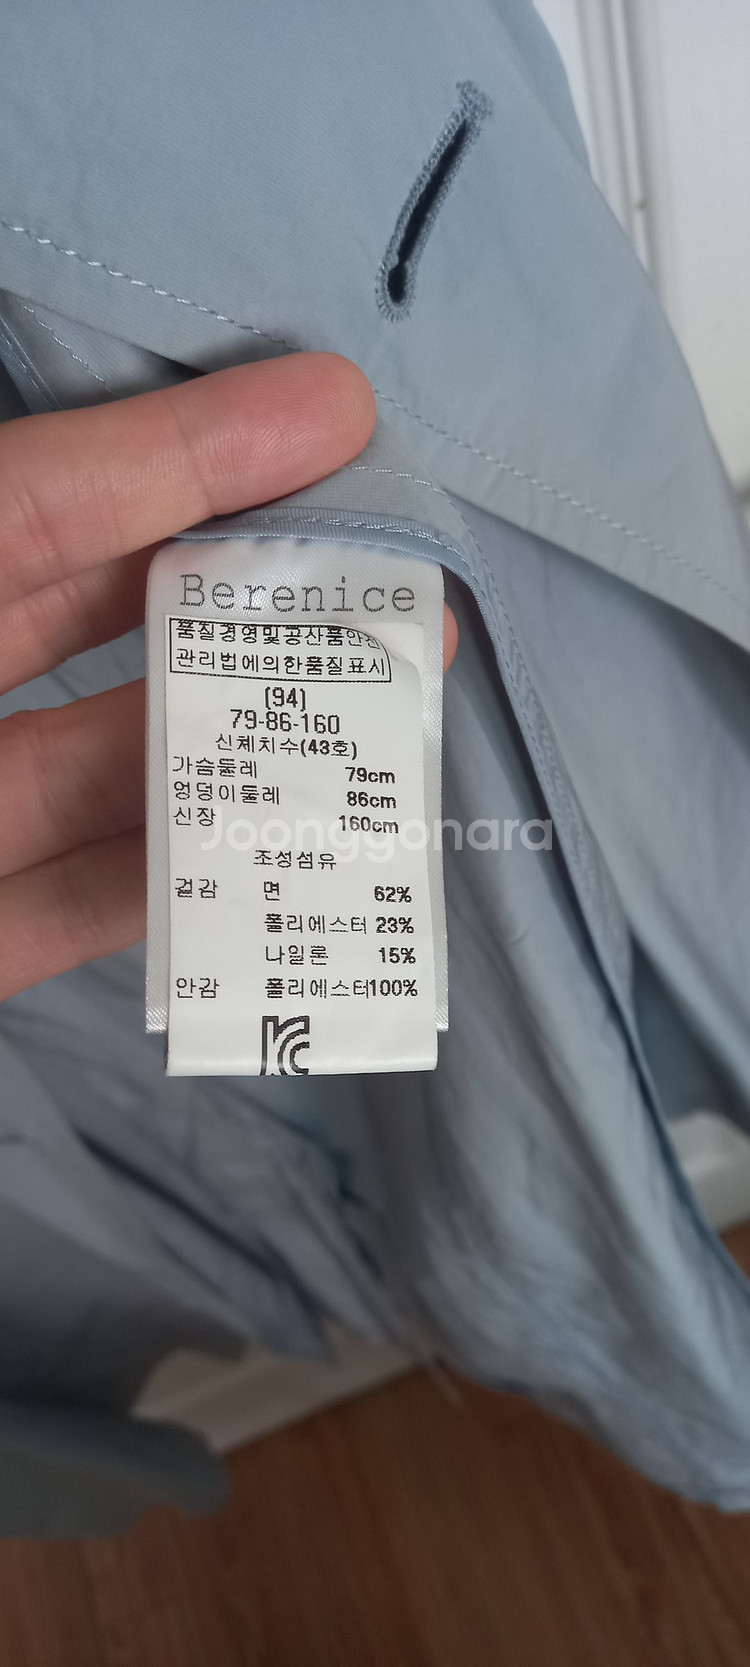 Berenice
품질경영및공산품안전
관리법에의한품질표시
(94)
79-86-160
신체치수(43호)
가슴둘레 79cm
엉덩이둘레 86cm
신장 160cm
Joonggonara
조성섬유
겉감 면 62%
폴리에스터 23%
나일론 15%
안감 폴리에스터100%